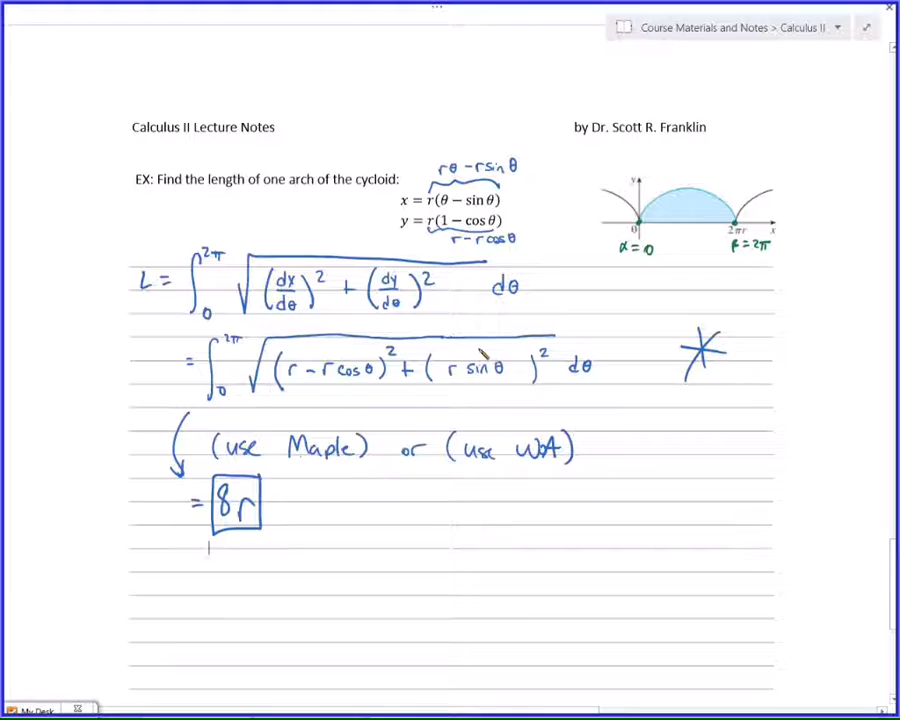 Course Materials and Notes > Calculus II
Calculus II Lecture Notes by Dr. Scott R. Franklin
rθ - r sin θ
EX: Find the length of one arch of the cycloid:
x = r(θ − sin θ)
y = r(1 − cos θ)
r - r cos θ
y
0 2πr x
α = 0 β = 2π
L = ∫₀^2π √((dx/dθ)² + (dy/dθ)²) dθ
= ∫₀^2π √((r - r cos θ)² + (r sin θ)²) dθ
(use Maple) or (use WA)
= 8r
My Desk